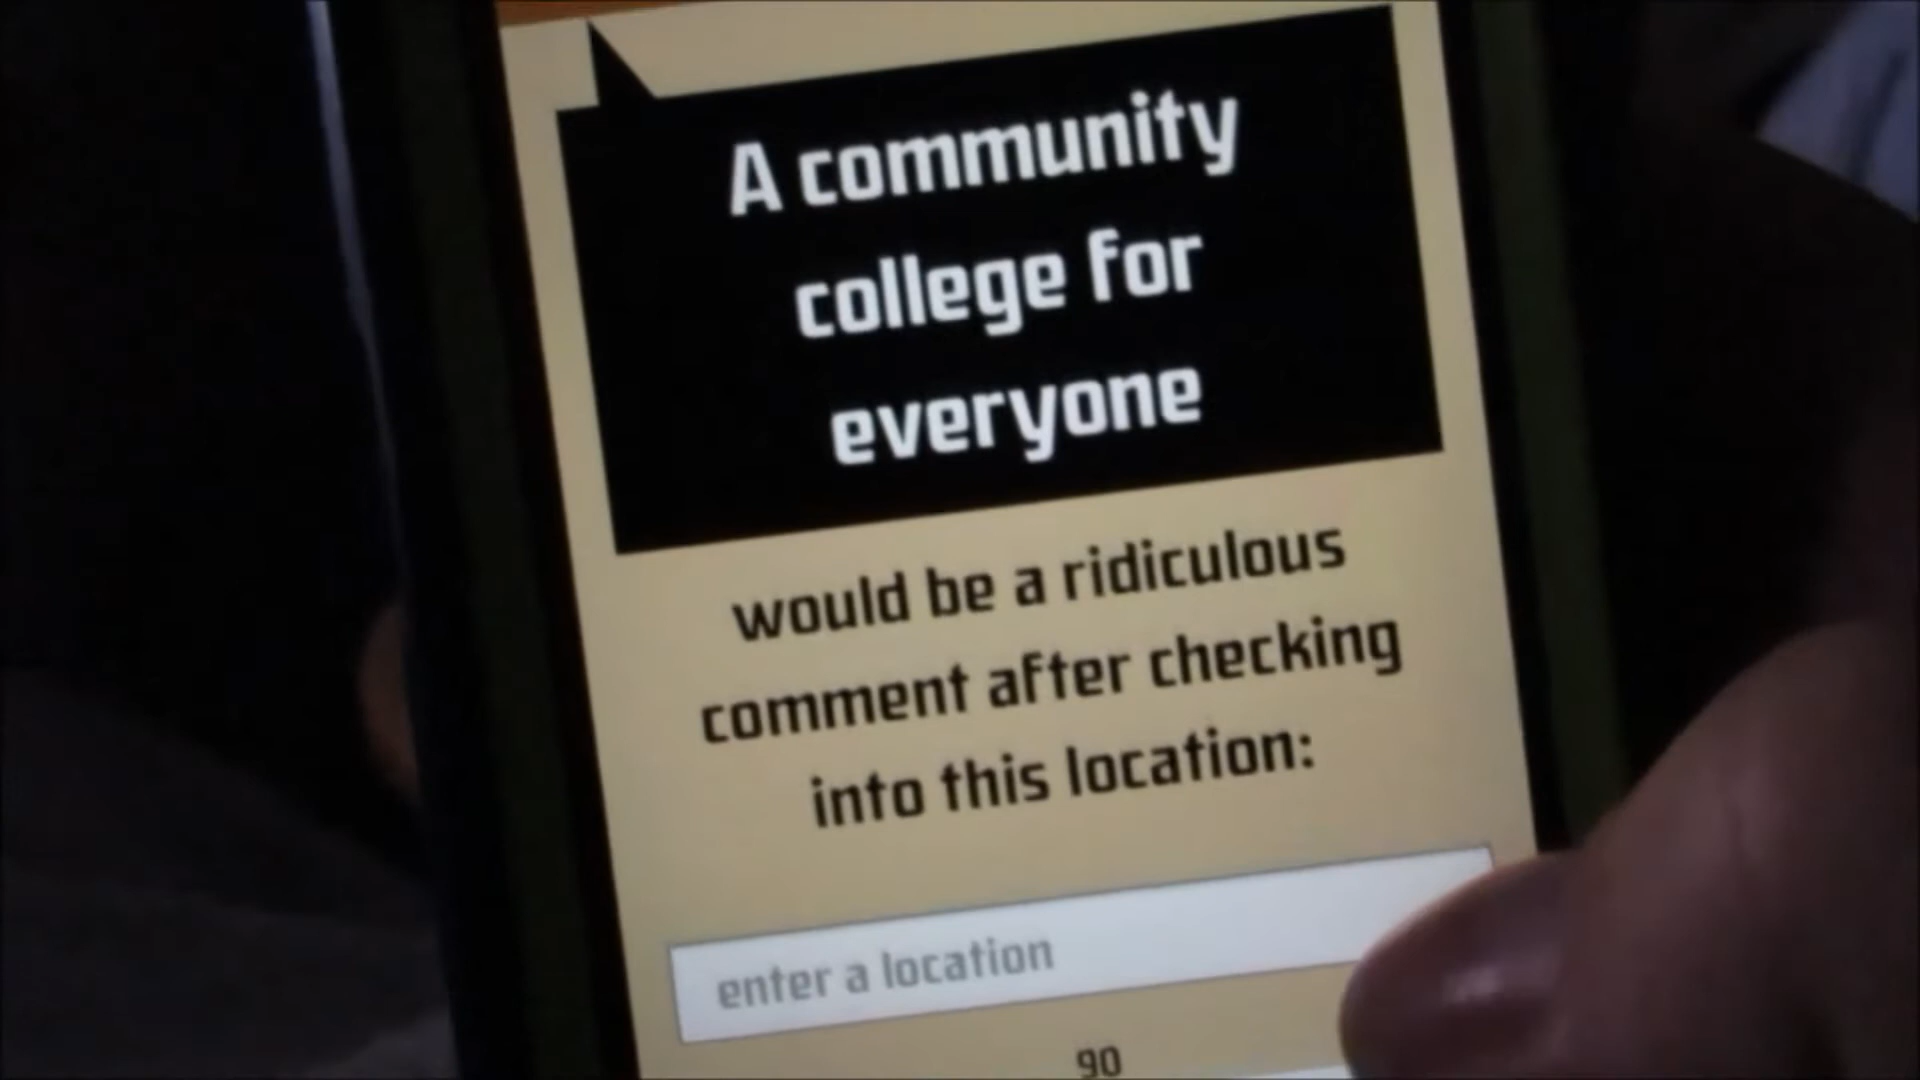 A community
college for
everyone
would be a ridiculous
comment after checking
into this location:
enter a location
90